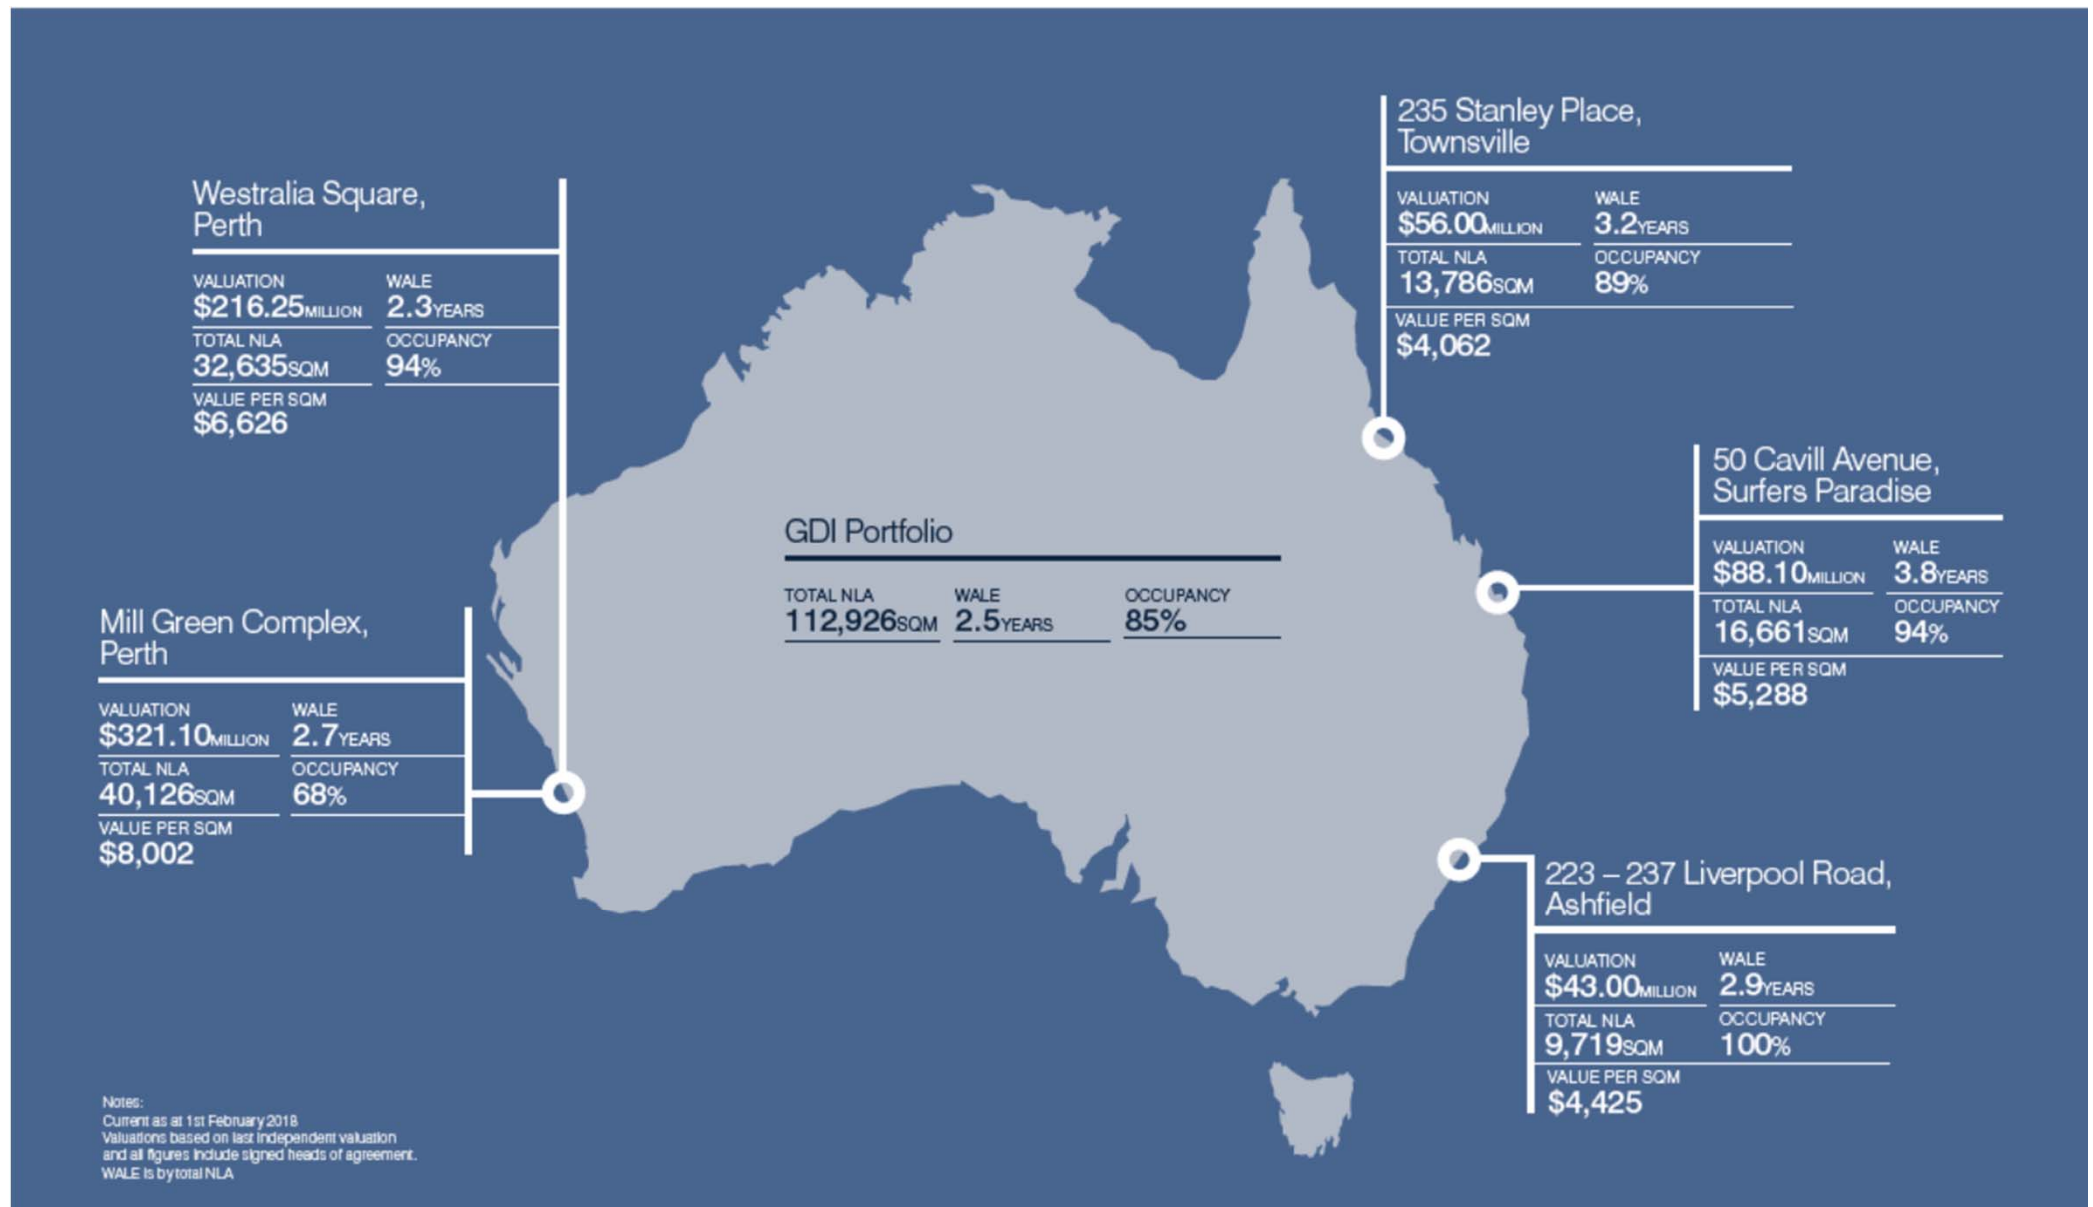 235 Stanley Place,
Townsville
VALUATION
$56.00MILLION
WALE
3.2YEARS
TOTAL NLA
13,786SQM
OCCUPANCY
89%
VALUE PER SQM
$4,062
Westralia Square,
Perth
VALUATION
$216.25MILLION
WALE
2.3YEARS
TOTAL NLA
32,635SQM
OCCUPANCY
94%
VALUE PER SQM
$6,626
50 Cavill Avenue,
Surfers Paradise
VALUATION
$88.10MILLION
WALE
3.8YEARS
TOTAL NLA
16,661SQM
OCCUPANCY
94%
VALUE PER SQM
$5,288
GDI Portfolio
TOTAL NLA
112,926SQM
WALE
2.5YEARS
OCCUPANCY
85%
Mill Green Complex,
Perth
VALUATION
$321.10MILLION
WALE
2.7YEARS
TOTAL NLA
40,126SQM
OCCUPANCY
68%
VALUE PER SQM
$8,002
223 – 237 Liverpool Road,
Ashfield
VALUATION
$43.00MILLION
WALE
2.9YEARS
TOTAL NLA
9,719SQM
OCCUPANCY
100%
VALUE PER SQM
$4,425
Notes:
Current as at 1st February 2018
Valuations based on last independent valuation
and all figures include signed heads of agreement.
WALE is by total NLA